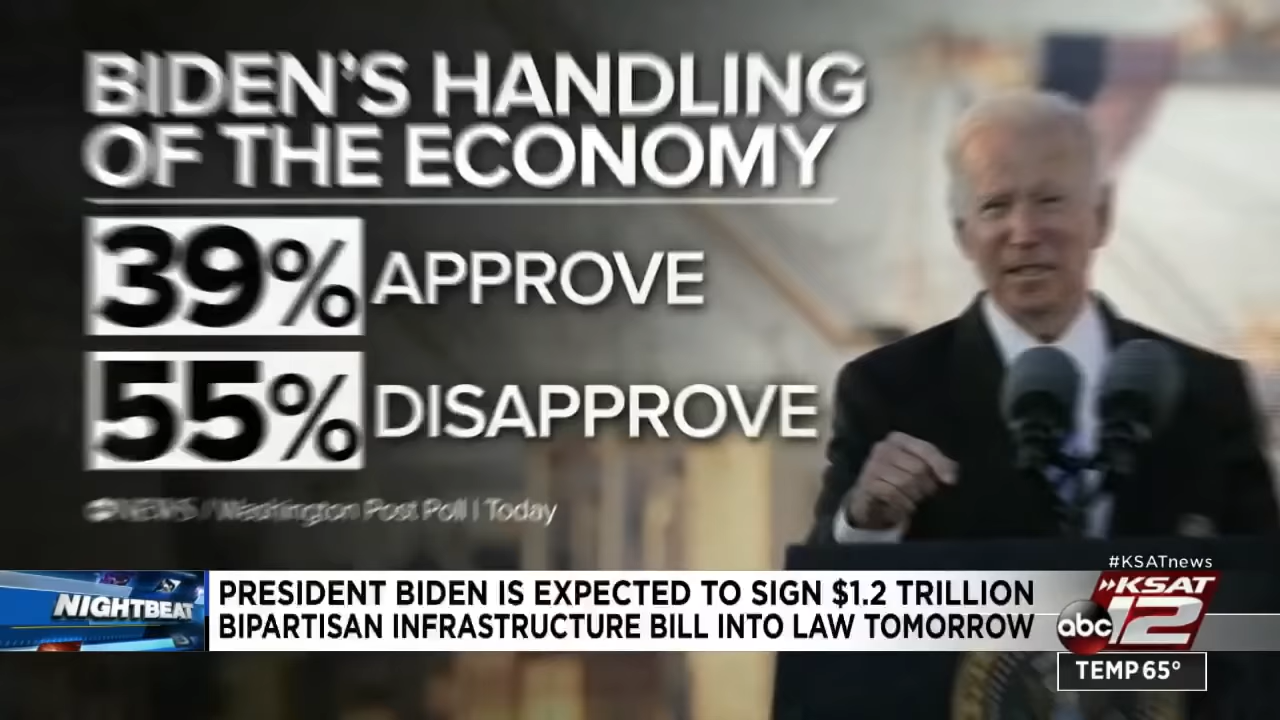 BIDEN'S HANDLING
OF THE ECONOMY
39% APPROVE
55% DISAPPROVE
NEWS / Washington Post Poll | Today
#KSATnews
NIGHTBEAT
PRESIDENT BIDEN IS EXPECTED TO SIGN $1.2 TRILLION
BIPARTISAN INFRASTRUCTURE BILL INTO LAW TOMORROW
KSAT
abc 12
TEMP 65°